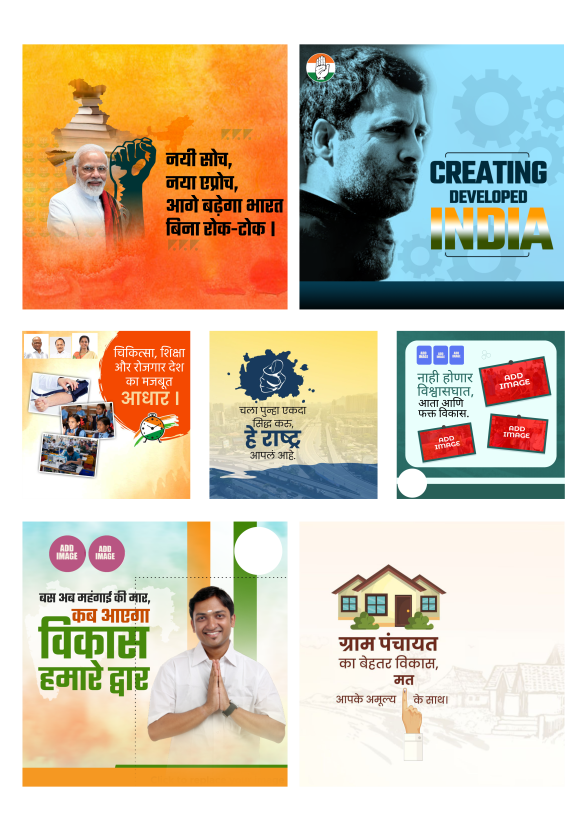 नयी सोच,
नया एप्रोच,
आगे बढ़ेगा भारत
बिना रोक-टोक ।
CREATING
DEVELOPED
INDIA
चिकित्सा, शिक्षा
और रोजगार देश
का मजबूत
आधार ।
चला पुन्हा एकदा
सिद्ध करु,
हे राष्ट्र
आपलं आहे.
ADD IMAGE
ADD IMAGE
ADD IMAGE
नाही होणार
विश्वासघात,
आता आणि
फक्त विकास.
ADD
IMAGE
ADD
IMAGE
ADD
IMAGE
ADD
IMAGE
ADD
IMAGE
बस अब महंगाई की मार,
कब आएगा
विकास
हमारे द्वार
ग्राम पंचायत
का बेहतर विकास,
मत
आपके अमूल्य के साथ।